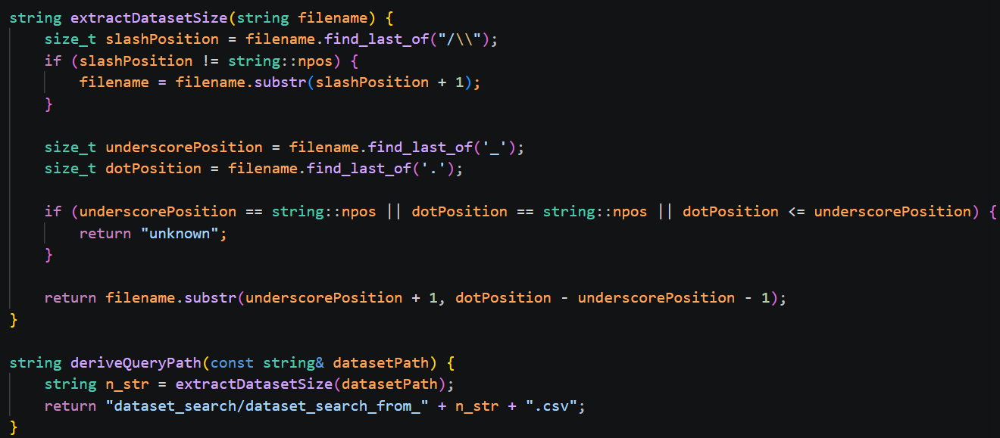 string extractDatasetSize(string filename) {
    size_t slashPosition = filename.find_last_of("/\\");
    if (slashPosition != string::npos) {
        filename = filename.substr(slashPosition + 1);
    }

    size_t underscorePosition = filename.find_last_of('_');
    size_t dotPosition = filename.find_last_of('.');

    if (underscorePosition == string::npos || dotPosition == string::npos || dotPosition <= underscorePosition) {
        return "unknown";
    }

    return filename.substr(underscorePosition + 1, dotPosition - underscorePosition - 1);
}

string deriveQueryPath(const string& datasetPath) {
    string n_str = extractDatasetSize(datasetPath);
    return "dataset_search/dataset_search_from_" + n_str + ".csv";
}